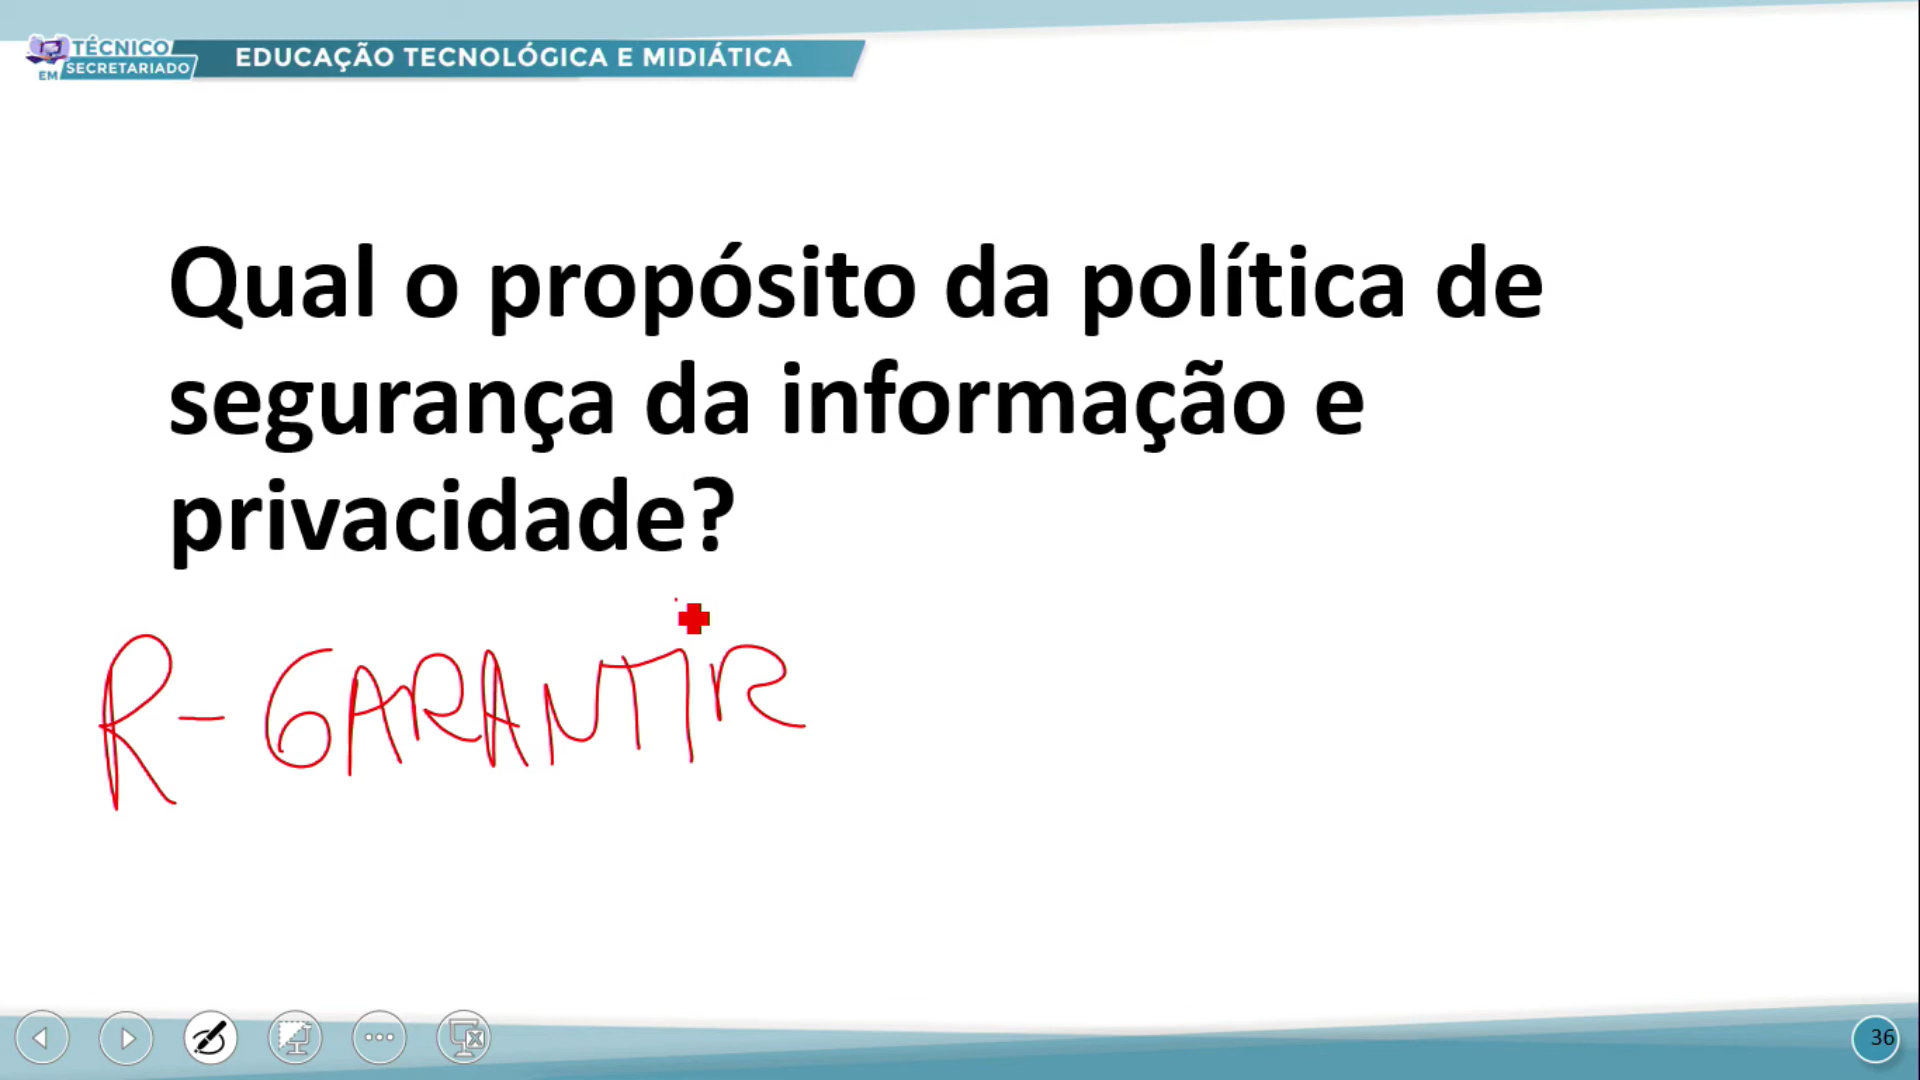 TÉCNICO
EM SECRETARIADO
EDUCAÇÃO TECNOLÓGICA E MIDIÁTICA
Qual o propósito da política de
segurança da informação e
privacidade?
R- GARANTIR
36